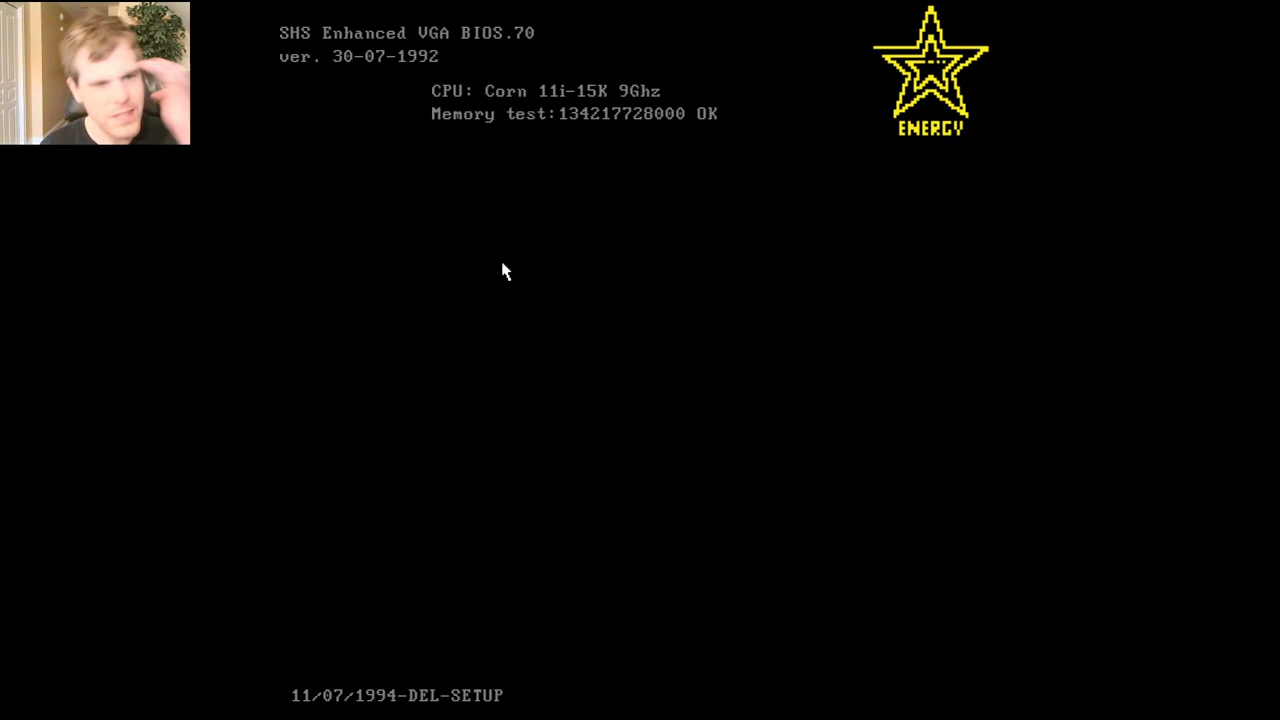 SHS Enhanced VGA BIOS.70
ver. 30-07-1992
CPU: Corn 11i-15K 9Ghz
Memory test:134217728000 OK
ENERGY
11/07/1994-DEL-SETUP